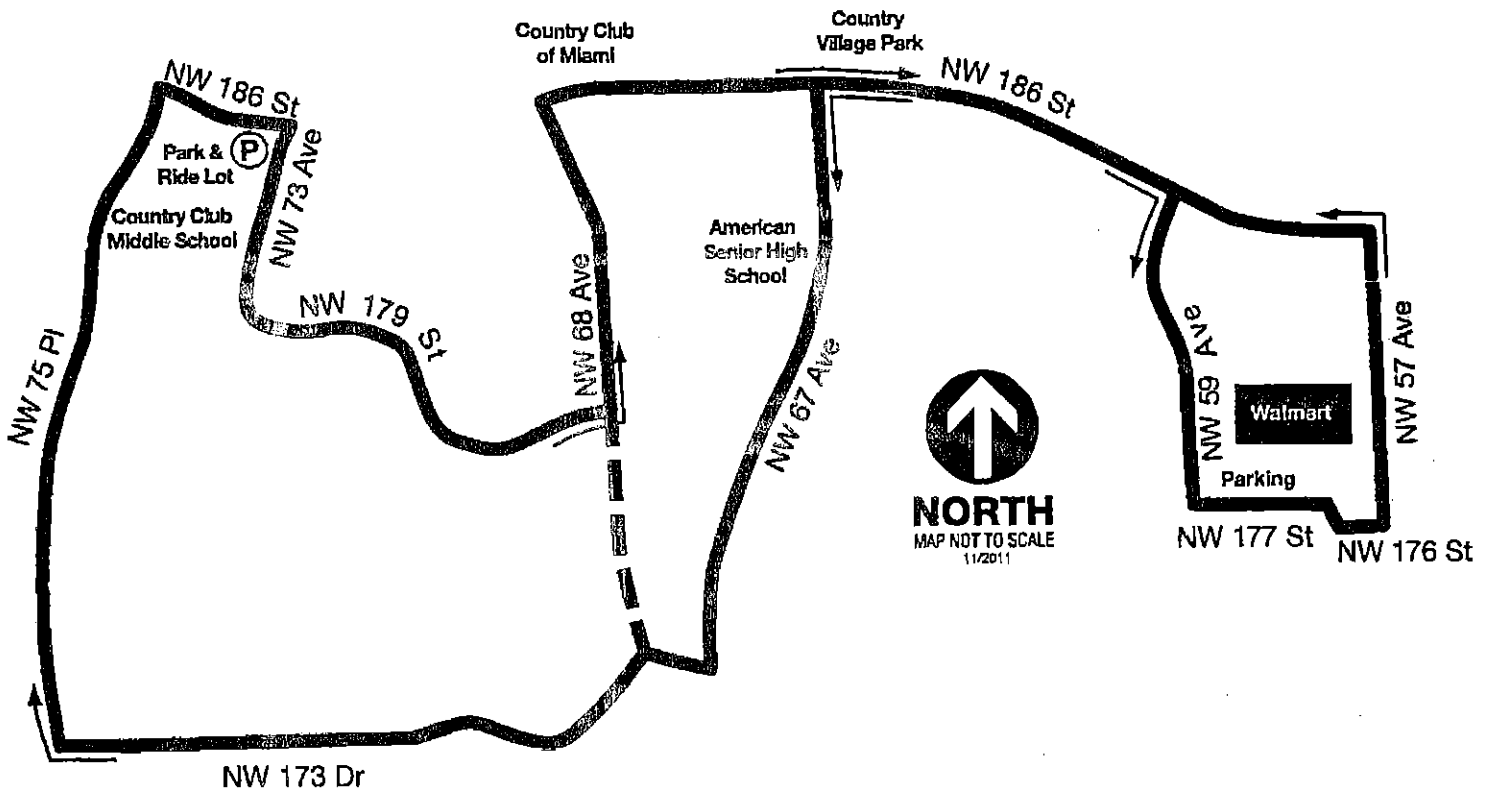 Country Club
of Miami
Country
Village Park
NW 186 St
NW 186 St
Park &
Ride Lot
P
NW 73 Ave
Country Club
Middle School
American
Senior High
School
NW 179 St
NW 68 Ave
NW 67 Ave
NW 75 Pl
NW 59 Ave
Walmart
NW 57 Ave
Parking
NORTH
MAP NOT TO SCALE
11/2011
NW 177 St
NW 176 St
NW 173 Dr